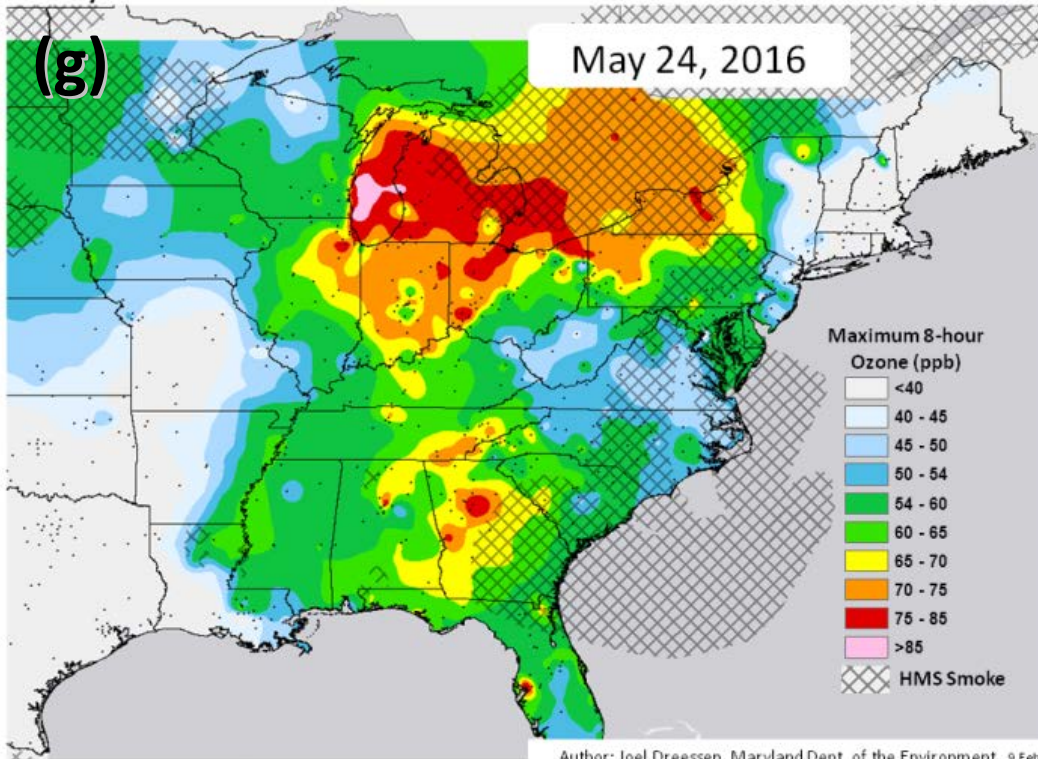 (g)
May 24, 2016
Maximum 8-hour
Ozone (ppb)
<40
40 - 45
45 - 50
50 - 54
54 - 60
60 - 65
65 - 70
70 - 75
75 - 85
>85
HMS Smoke
Author: Joel Dreessen, Maryland Dept. of the Environment